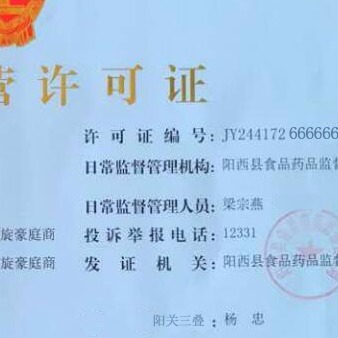 营许可证
许可证编号：JY244172 666666
日常监督管理机构：阳西县食品药品监督
日常监督管理人员：梁宗燕
旋豪庭商 投诉举报电话：12331
旋豪庭商 发证机关：阳西县食品药品监督
阳关三叠：杨忠